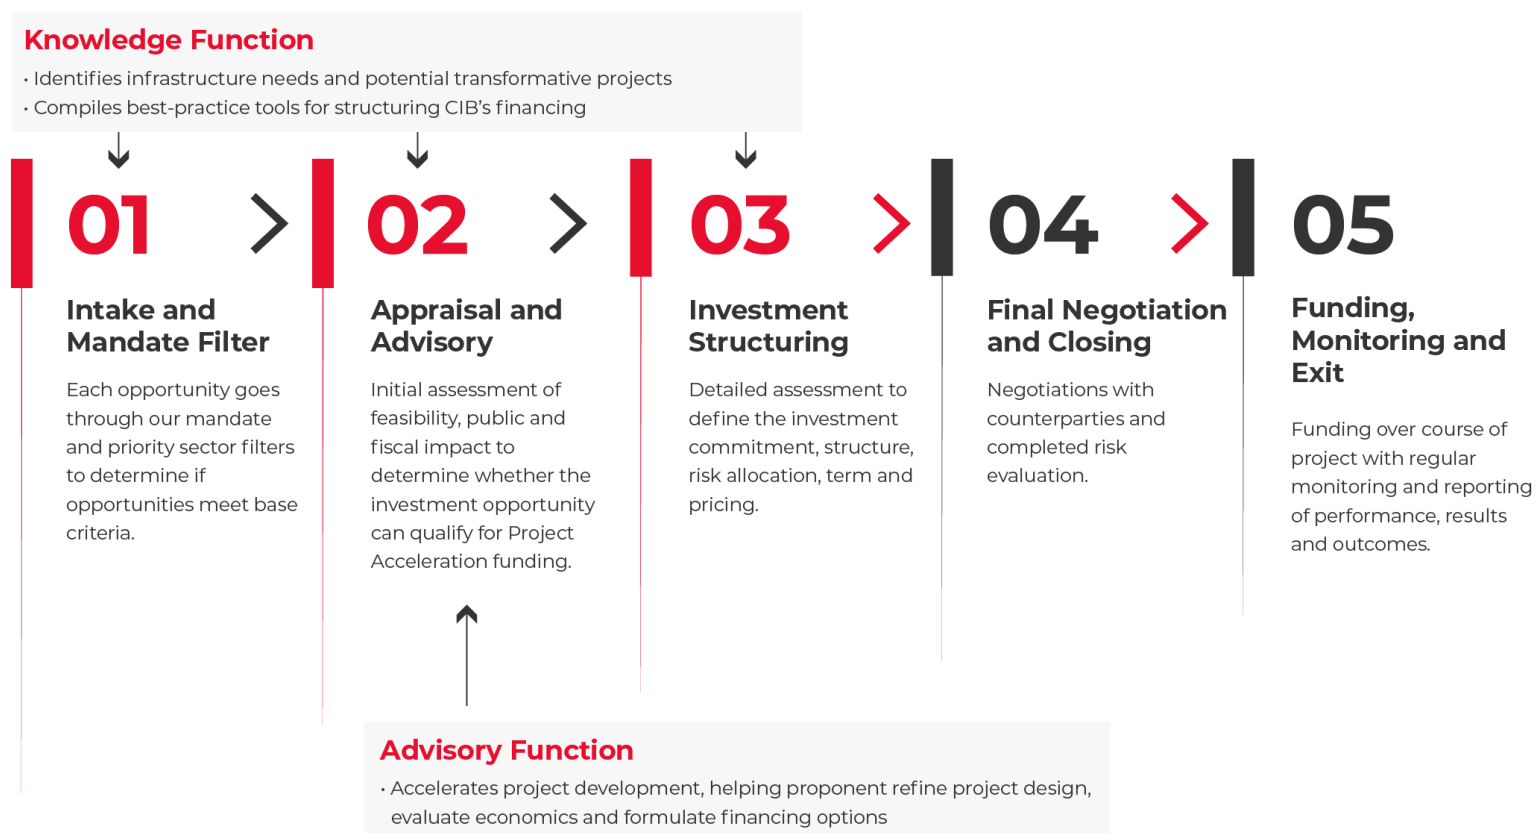 Knowledge Function
• Identifies infrastructure needs and potential transformative projects
• Compiles best-practice tools for structuring CIB’s financing
01
Intake and
Mandate Filter
Each opportunity goes
through our mandate
and priority sector filters
to determine if
opportunities meet base
criteria.
02
Appraisal and
Advisory
Initial assessment of
feasibility, public and
fiscal impact to
determine whether the
investment opportunity
can qualify for Project
Acceleration funding.
03
Investment
Structuring
Detailed assessment to
define the investment
commitment, structure,
risk allocation, term and
pricing.
04
Final Negotiation
and Closing
Negotiations with
counterparties and
completed risk
evaluation.
05
Funding,
Monitoring and
Exit
Funding over course of
project with regular
monitoring and reporting
of performance, results
and outcomes.
Advisory Function
• Accelerates project development, helping proponent refine project design,
evaluate economics and formulate financing options